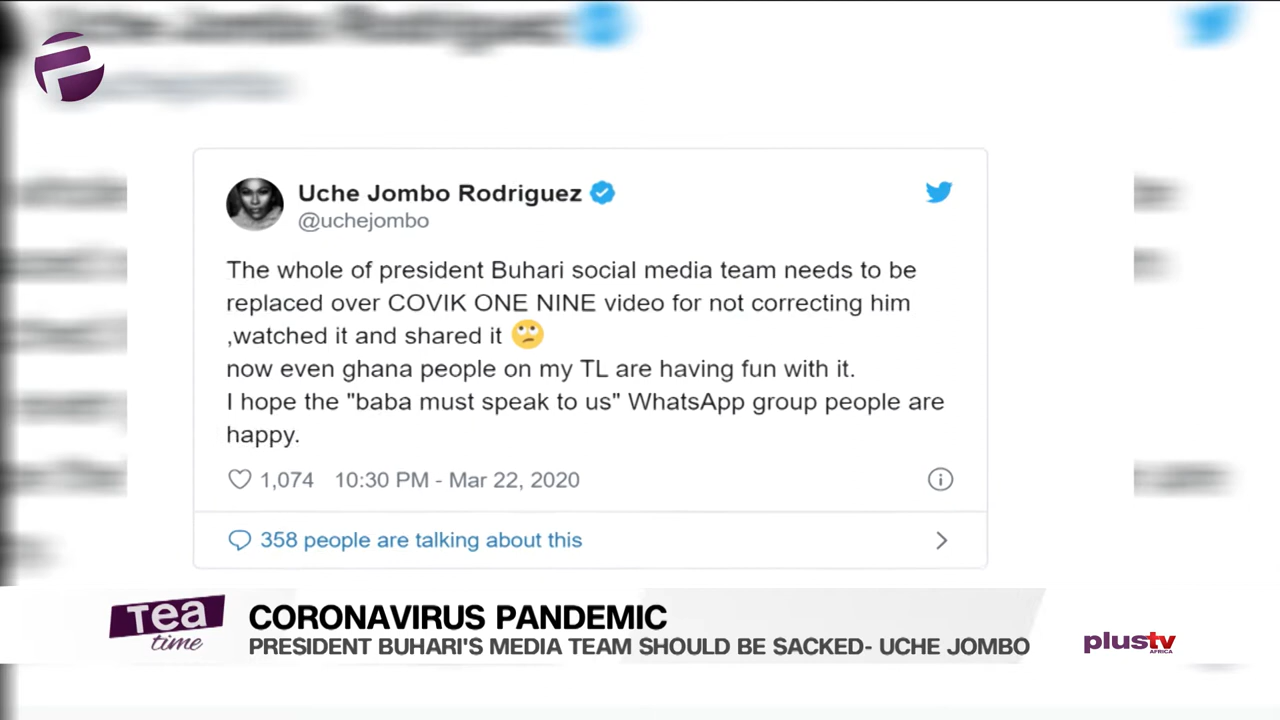 Uche Jombo Rodriguez
@uchejombo
The whole of president Buhari social media team needs to be
replaced over COVIK ONE NINE video for not correcting him
,watched it and shared it 🙄
now even ghana people on my TL are having fun with it.
I hope the "baba must speak to us" WhatsApp group people are
happy.
1,074 10:30 PM - Mar 22, 2020
358 people are talking about this
Tea
time
CORONAVIRUS PANDEMIC
PRESIDENT BUHARI'S MEDIA TEAM SHOULD BE SACKED- UCHE JOMBO
plustv
AFRICA